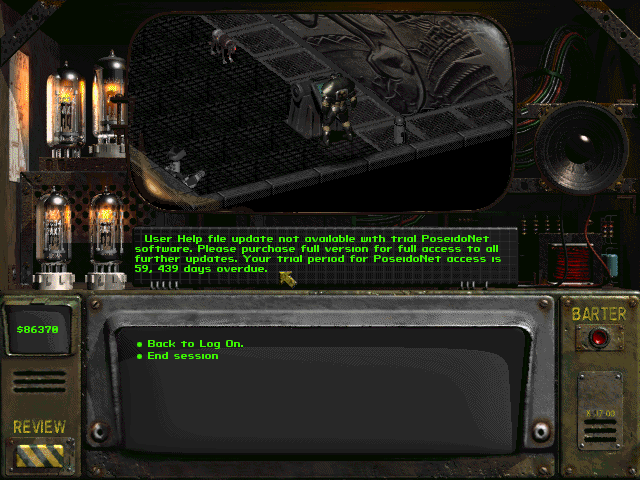 User Help file update not available with trial PoseidoNet
software. Please purchase full version for full access to all
further updates. Your trial period for PoseidoNet access is
59, 439 days overdue.
$86370
Back to Log On.
End session
BARTER
REVIEW